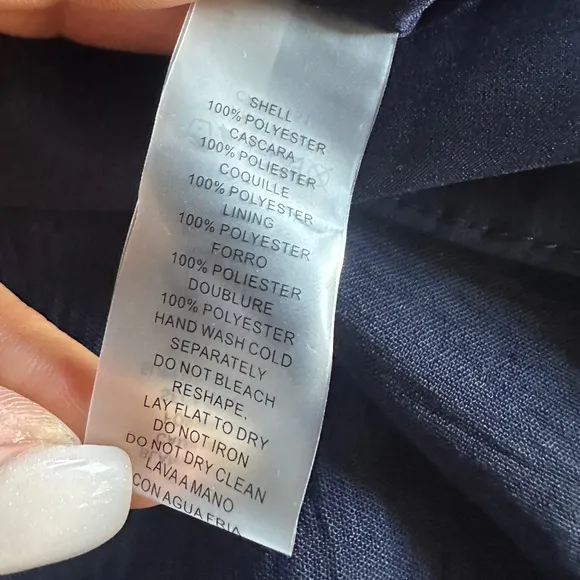 SHELL
100% POLYESTER
CASCARA
100% POLIESTER
COQUILLE
100% POLYESTER
LINING
100% POLYESTER
FORRO
100% POLIESTER
DOUBLURE
100% POLYESTER
HAND WASH COLD
SEPARATELY
DO NOT BLEACH
RESHAPE,
LAY FLAT TO DRY
DO NOT IRON
DO NOT DRY CLEAN
LAVA A MANO
CON AGUA FRIA